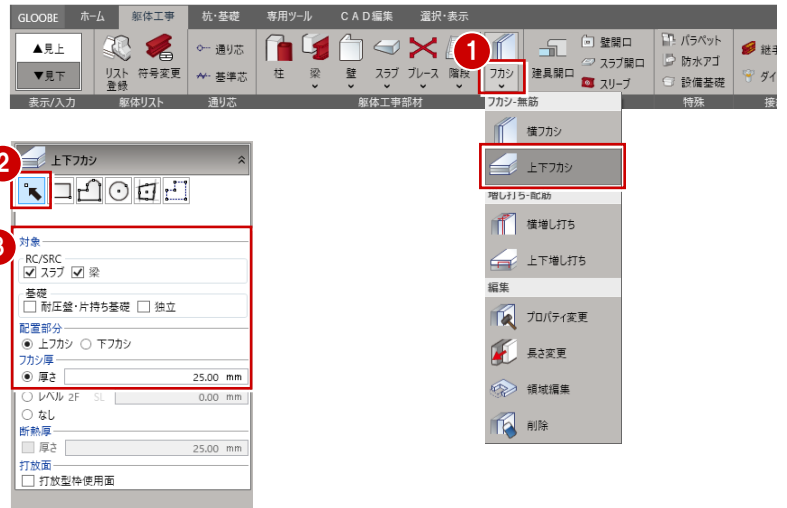 GLOOBE ホーム 躯体工事 杭・基礎 専用ツール CAD編集 選択・表示
▲見上
▼見下
リスト登録 符号変更
通り芯
基準芯
柱 梁 壁 スラブ ブレース 階段 フカシ 建具開口
壁開口
スラブ開口
スリーブ
パラペット
防水アゴ
設備基礎
表示/入力 躯体リスト 通り芯 躯体工事部材 特殊
1
フカシ-無筋
横フカシ
上下フカシ
増し打ち-配筋
横増し打ち
上下増し打ち
編集
プロパティ変更
長さ変更
領域編集
削除
2
上下フカシ
3
対象
RC/SRC
スラブ 梁
基礎
耐圧盤・片持ち基礎 独立
配置部分
上フカシ 下フカシ
フカシ厚
厚さ 25.00 mm
レベル 2F SL 0.00 mm
なし
断熱厚
厚さ 25.00 mm
打放面
打放型枠使用面